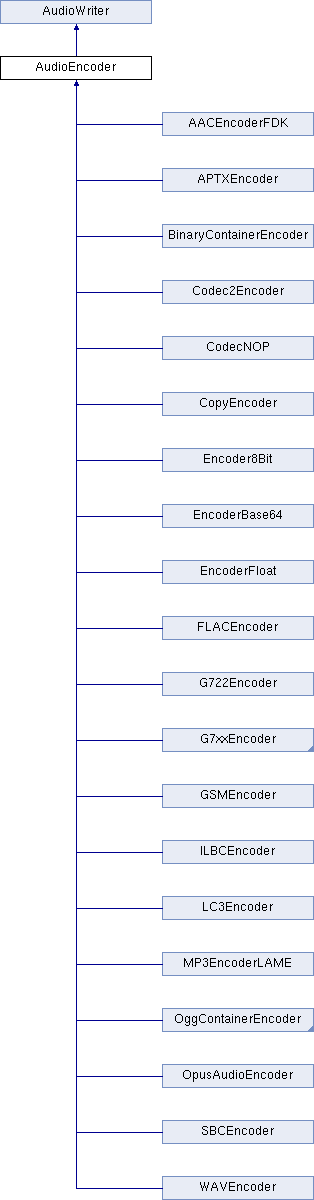 AudioWriter
AudioEncoder
AACEncoderFDK
APTXEncoder
BinaryContainerEncoder
Codec2Encoder
CodecNOP
CopyEncoder
Encoder8Bit
EncoderBase64
EncoderFloat
FLACEncoder
G722Encoder
G7xxEncoder
GSMEncoder
ILBCEncoder
LC3Encoder
MP3EncoderLAME
OggContainerEncoder
OpusAudioEncoder
SBCEncoder
WAVEncoder